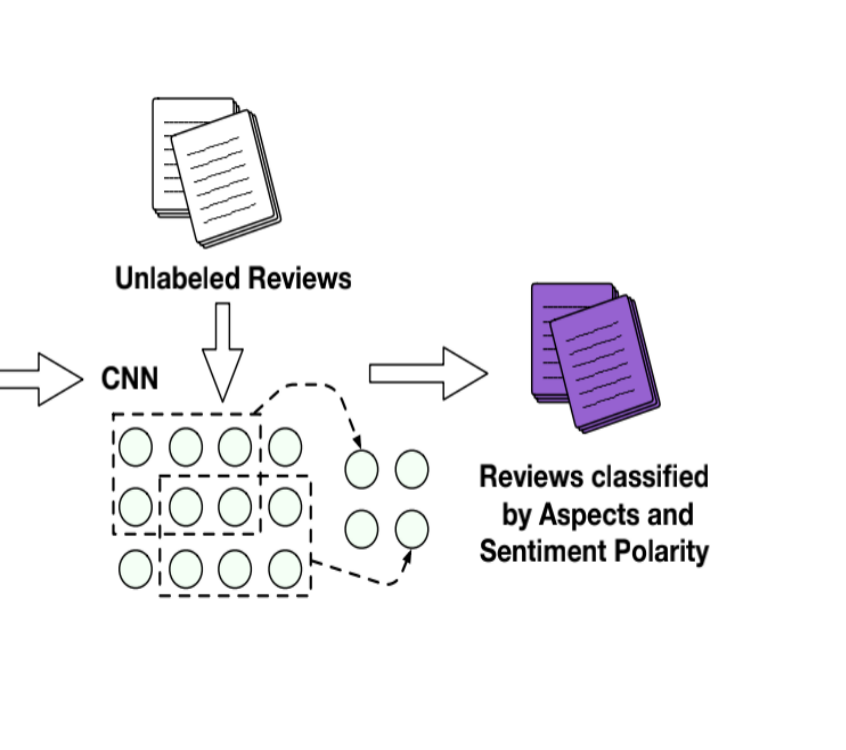 Unlabeled Reviews
CNN
Reviews classified
by Aspects and
Sentiment Polarity